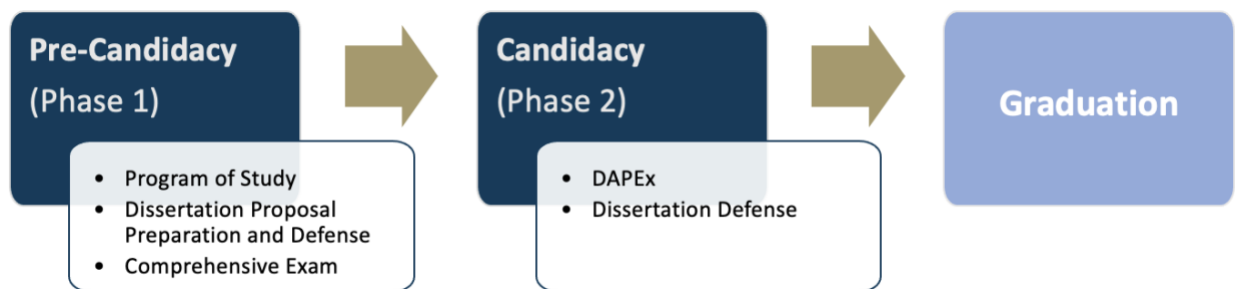 Pre-Candidacy
(Phase 1)
• Program of Study
• Dissertation Proposal
Preparation and Defense
• Comprehensive Exam
Candidacy
(Phase 2)
• DAPEx
• Dissertation Defense
Graduation